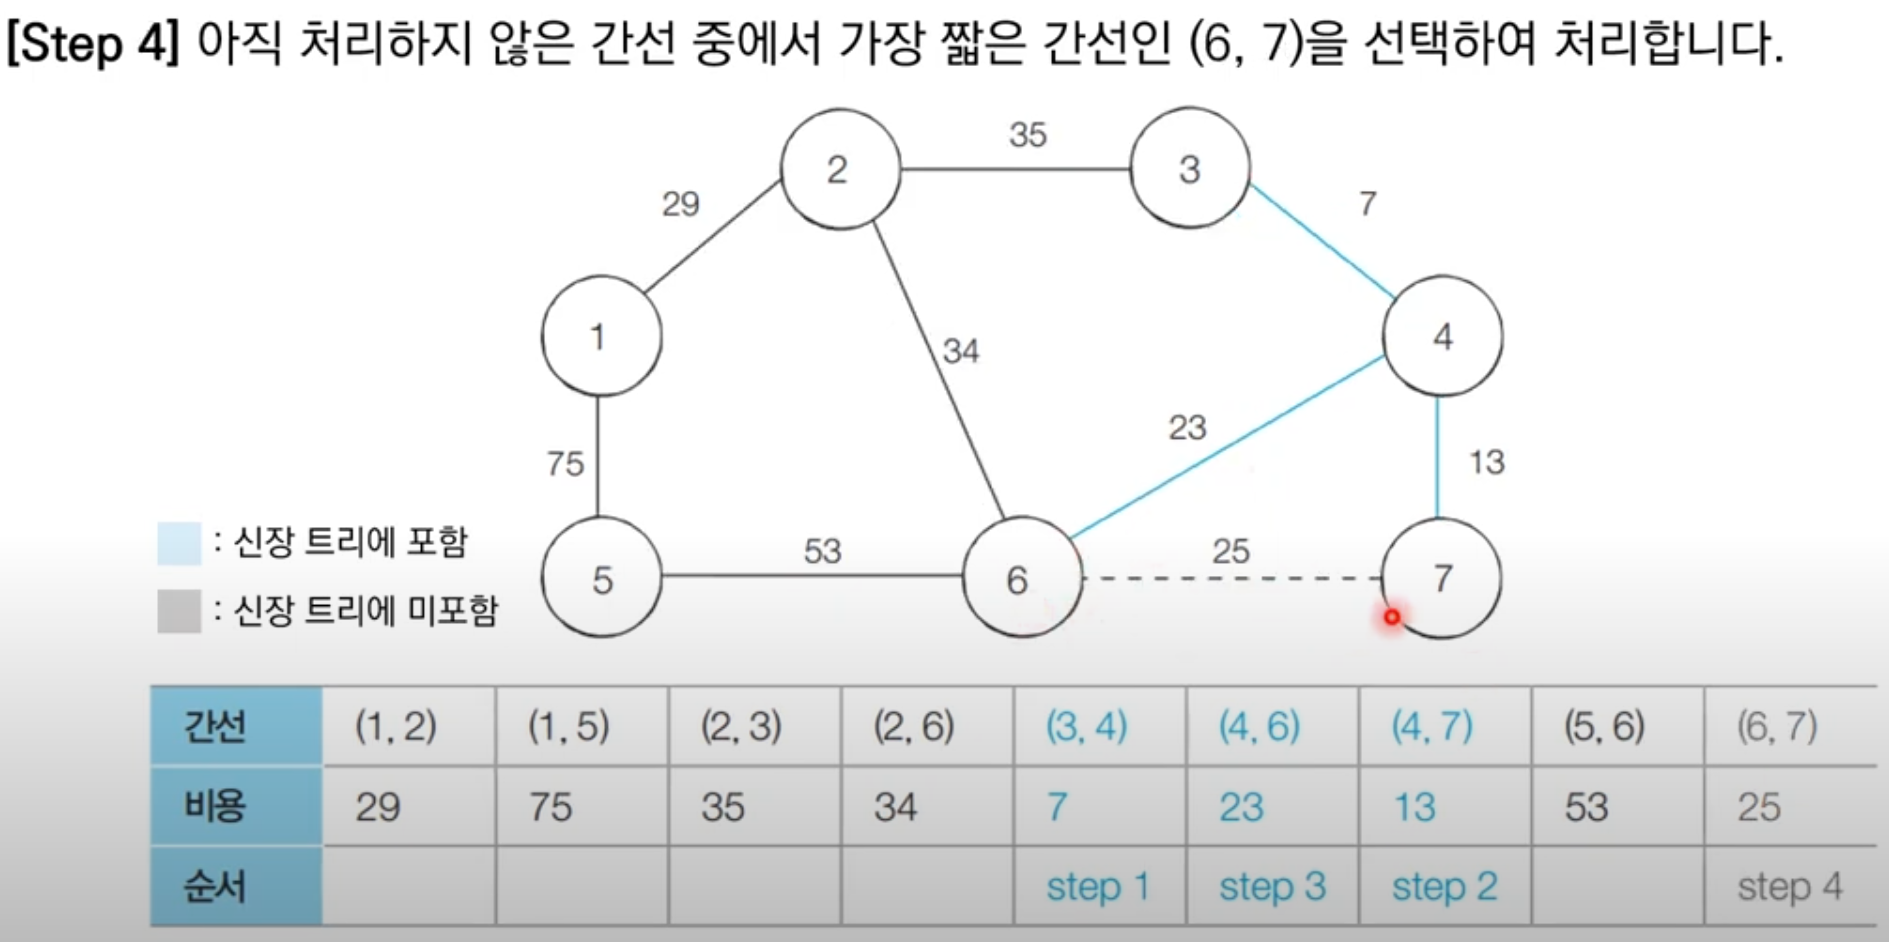 [Step 4] 아직 처리하지 않은 간선 중에서 가장 짧은 간선인 (6, 7)을 선택하여 처리합니다.
35
2
3
29
7
1
4
34
23
75
13
: 신장 트리에 포함
53
25
5
6
7
: 신장 트리에 미포함
간선 (1, 2) (1, 5) (2, 3) (2, 6) (3, 4) (4, 6) (4, 7) (5, 6) (6, 7)
비용 29 75 35 34 7 23 13 53 25
순서 step 1 step 3 step 2 step 4